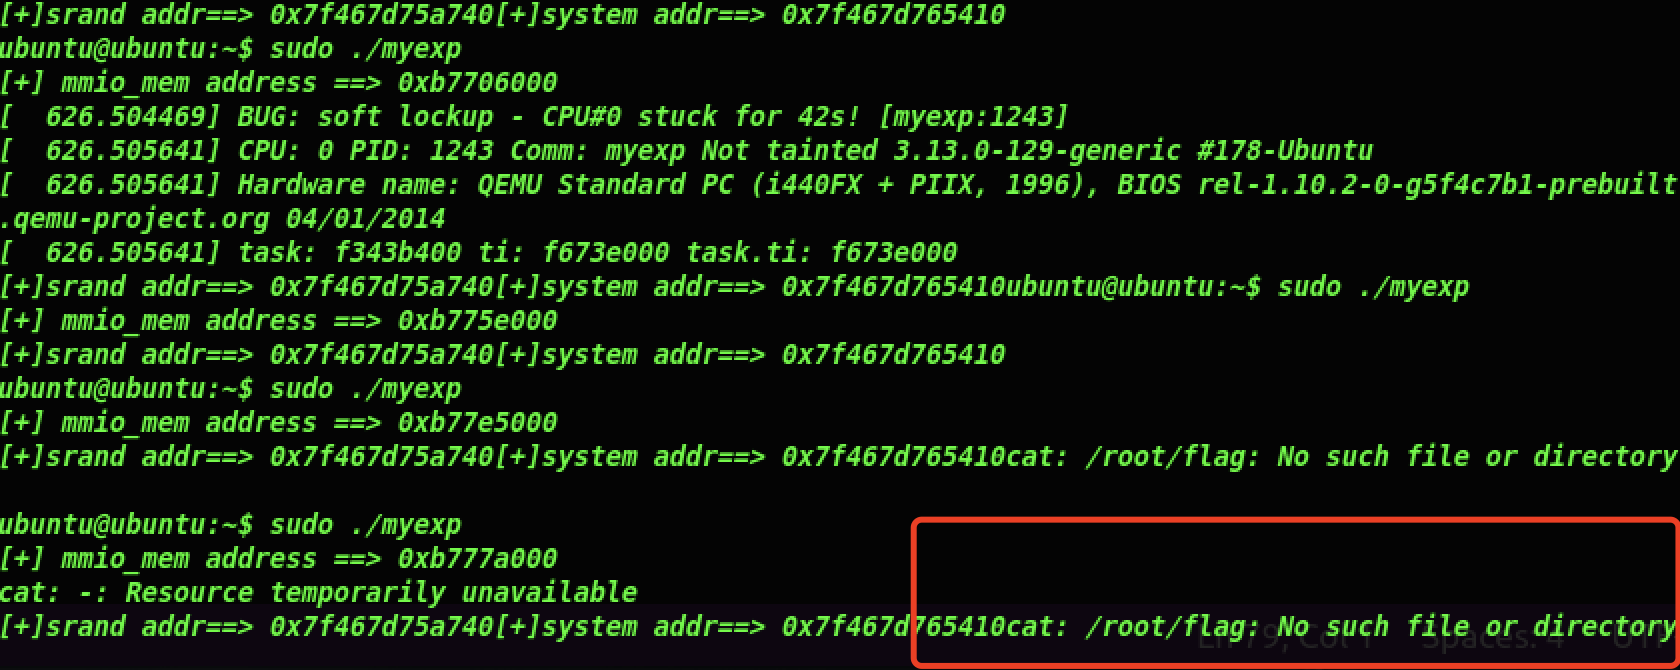 [+]srand addr==> 0x7f467d75a740[+]system addr==> 0x7f467d765410
ubuntu@ubuntu:~$ sudo ./myexp
[+] mmio_mem address ==> 0xb7706000
[  626.504469] BUG: soft lockup - CPU#0 stuck for 42s! [myexp:1243]
[  626.505641] CPU: 0 PID: 1243 Comm: myexp Not tainted 3.13.0-129-generic #178-Ubuntu
[  626.505641] Hardware name: QEMU Standard PC (i440FX + PIIX, 1996), BIOS rel-1.10.2-0-g5f4c7b1-prebuilt
.qemu-project.org 04/01/2014
[  626.505641] task: f343b400 ti: f673e000 task.ti: f673e000
[+]srand addr==> 0x7f467d75a740[+]system addr==> 0x7f467d765410ubuntu@ubuntu:~$ sudo ./myexp
[+] mmio_mem address ==> 0xb775e000
[+]srand addr==> 0x7f467d75a740[+]system addr==> 0x7f467d765410
ubuntu@ubuntu:~$ sudo ./myexp
[+] mmio_mem address ==> 0xb77e5000
[+]srand addr==> 0x7f467d75a740[+]system addr==> 0x7f467d765410cat: /root/flag: No such file or directory
ubuntu@ubuntu:~$ sudo ./myexp
[+] mmio_mem address ==> 0xb777a000
cat: -: Resource temporarily unavailable
[+]srand addr==> 0x7f467d75a740[+]system addr==> 0x7f467d765410cat: /root/flag: No such file or directory
Spaces: 4